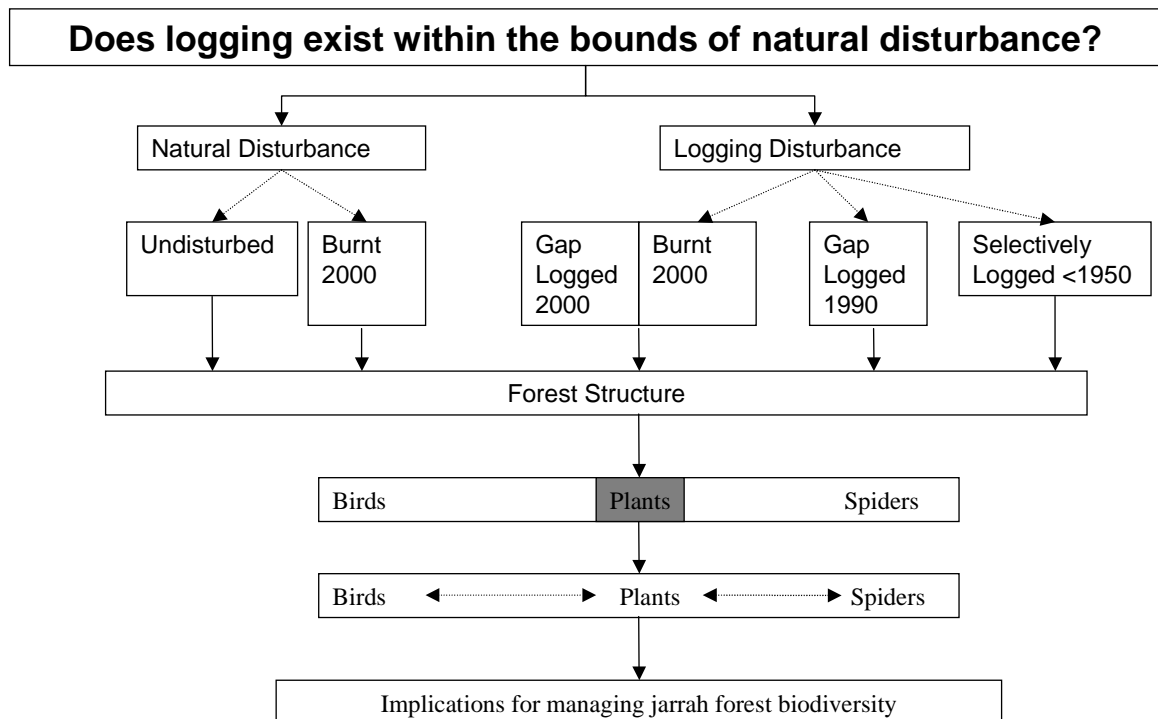 Does logging exist within the bounds of natural disturbance?
Natural Disturbance
Logging Disturbance
Undisturbed
Burnt
2000
Gap
Logged
2000
Burnt
2000
Gap
Logged
1990
Selectively
Logged <1950
Forest Structure
Birds Plants Spiders
Birds Plants Spiders
Implications for managing jarrah forest biodiversity